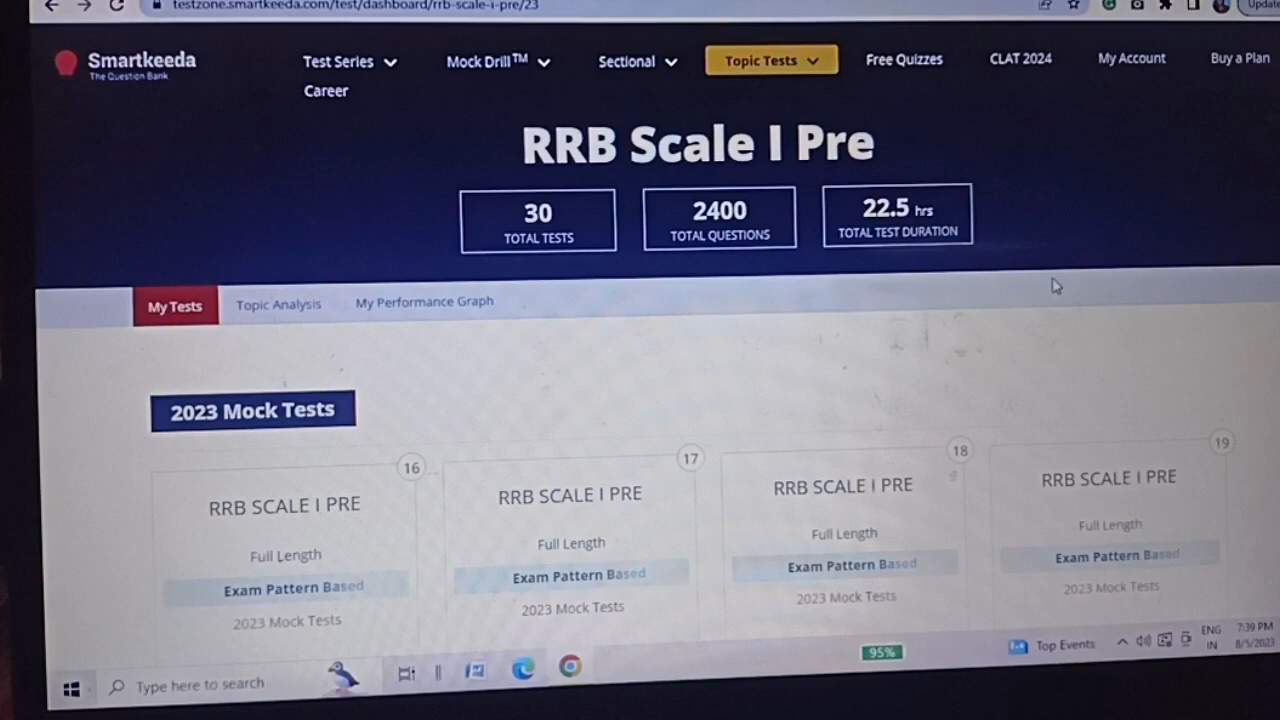 testzone.smartkeeda.com/test/dashboard/rrb-scale-i-pre/23
Update
Smartkeeda
The Question Bank
Test Series
Mock Drill™
Sectional
Topic Tests
Free Quizzes
CLAT 2024
My Account
Buy a Plan
Career
RRB Scale I Pre
30
TOTAL TESTS
2400
TOTAL QUESTIONS
22.5 hrs
TOTAL TEST DURATION
My Tests
Topic Analysis
My Performance Graph
2023 Mock Tests
16
RRB SCALE I PRE
Full Length
Exam Pattern Based
2023 Mock Tests
17
RRB SCALE I PRE
Full Length
Exam Pattern Based
2023 Mock Tests
18
RRB SCALE I PRE
Full Length
Exam Pattern Based
2023 Mock Tests
19
RRB SCALE I PRE
Full Length
Exam Pattern Based
2023 Mock Tests
Type here to search
95%
Top Events
ENG
IN
7:39 PM
8/5/2023